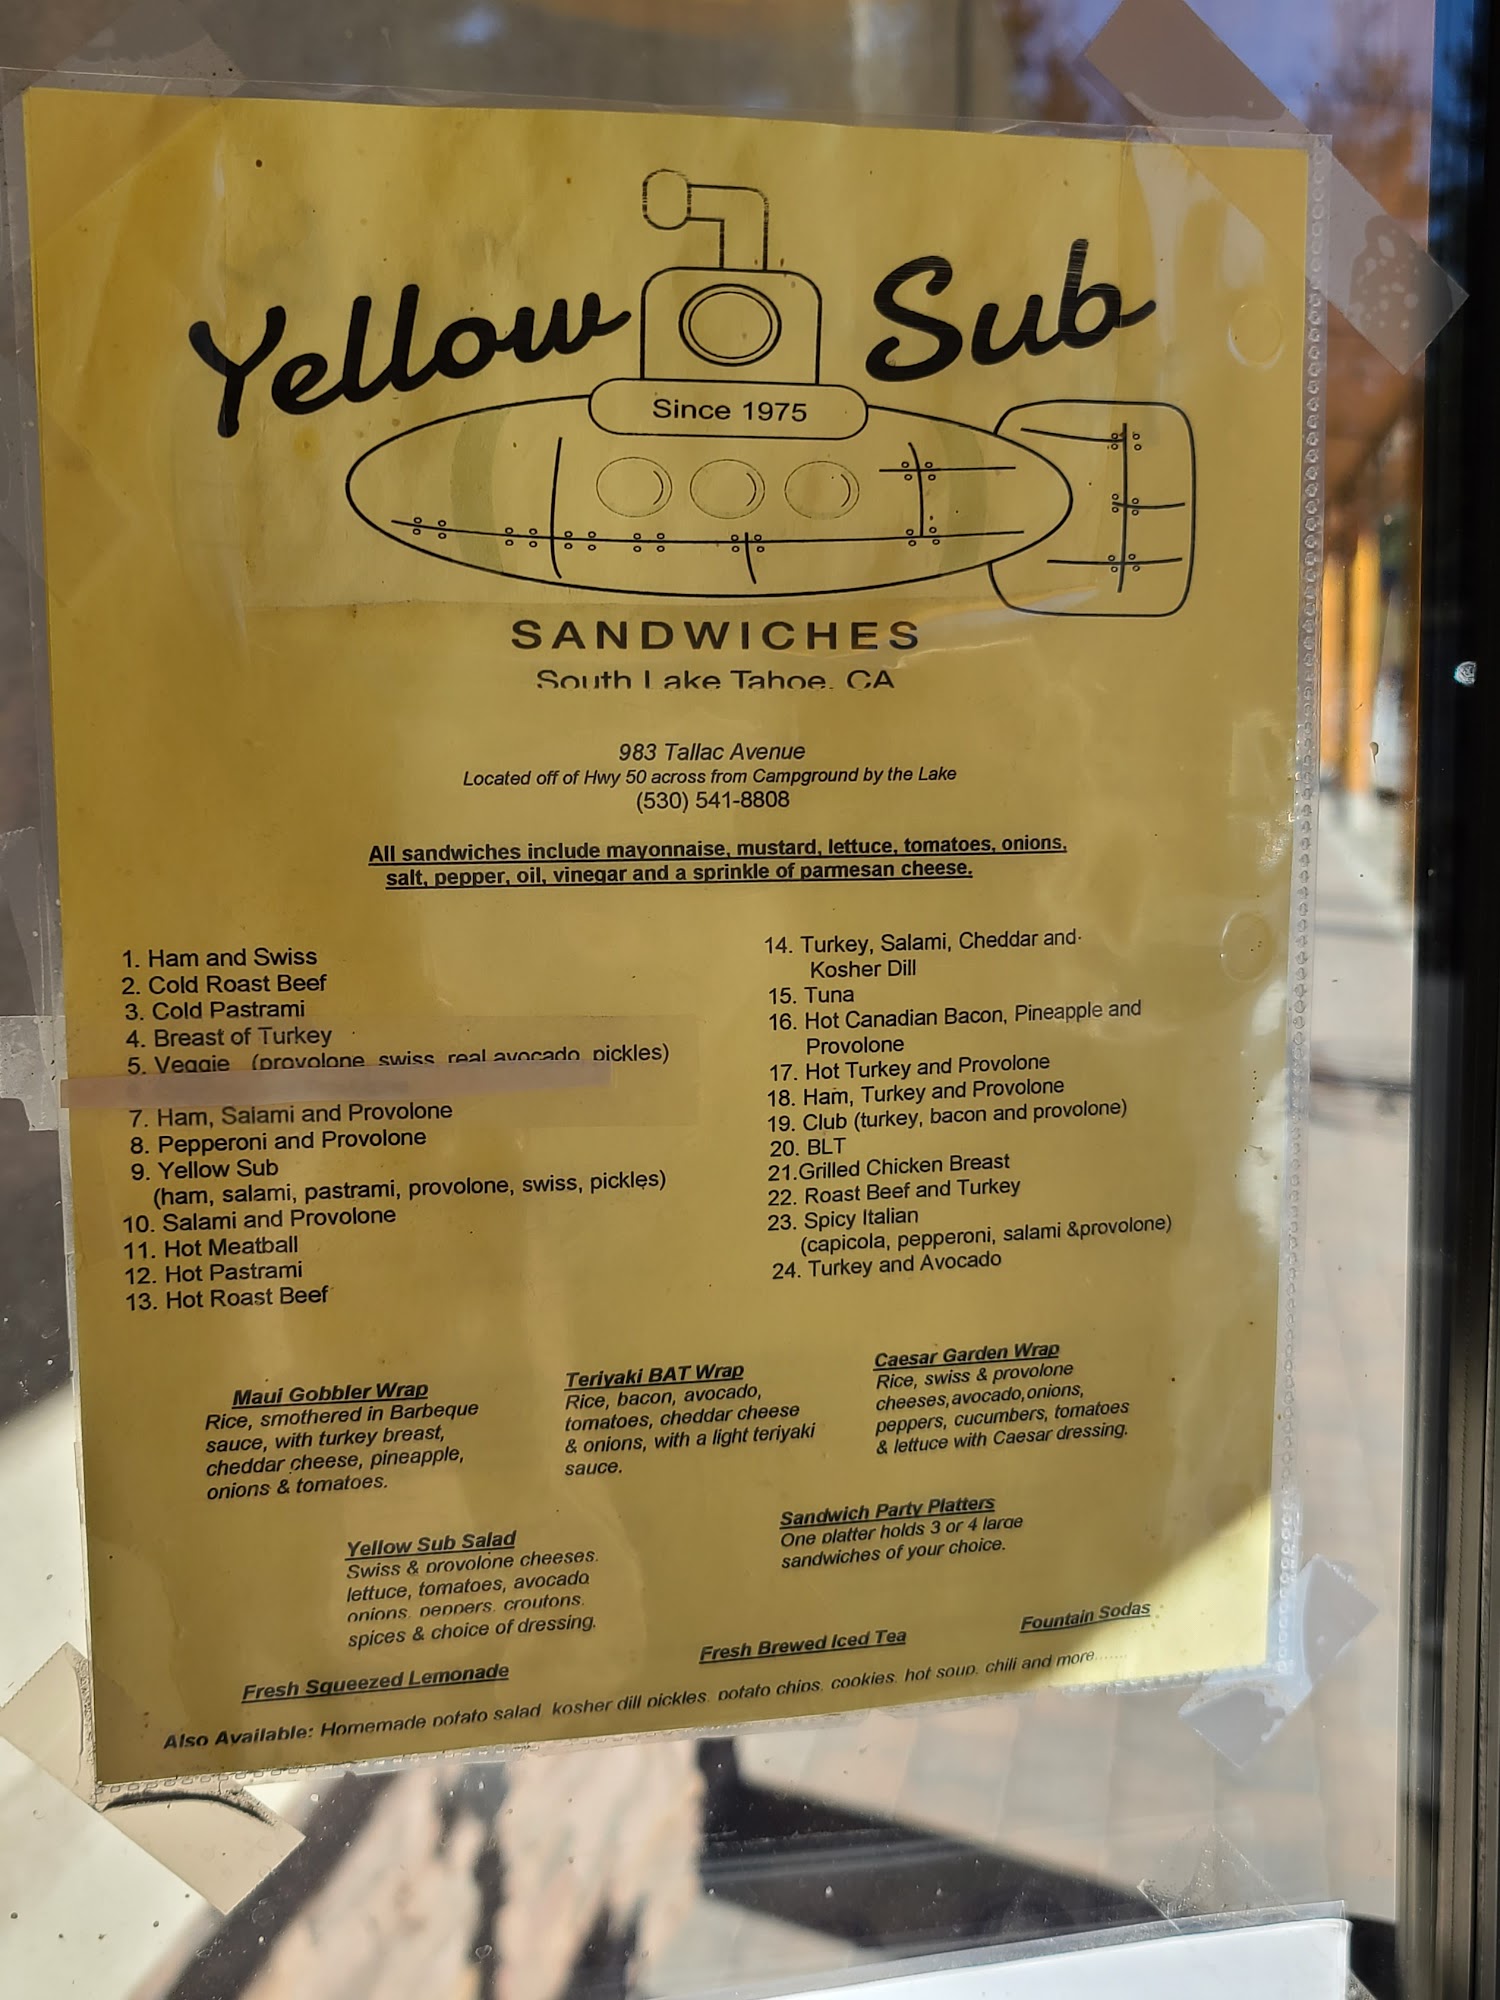 Yellow Sub
Since 1975
SANDWICHES
South Lake Tahoe, CA
983 Tallac Avenue
Located off of Hwy 50 across from Campground by the Lake
(530) 541-8808
All sandwiches include mayonnaise, mustard, lettuce, tomatoes, onions,
salt, pepper, oil, vinegar and a sprinkle of parmesan cheese.
1. Ham and Swiss
2. Cold Roast Beef
3. Cold Pastrami
4. Breast of Turkey
5. Veggie (provolone, swiss, real avocado, pickles)
7. Ham, Salami and Provolone
8. Pepperoni and Provolone
9. Yellow Sub
(ham, salami, pastrami, provolone, swiss, pickles)
10. Salami and Provolone
11. Hot Meatball
12. Hot Pastrami
13. Hot Roast Beef
14. Turkey, Salami, Cheddar and
Kosher Dill
15. Tuna
16. Hot Canadian Bacon, Pineapple and
Provolone
17. Hot Turkey and Provolone
18. Ham, Turkey and Provolone
19. Club (turkey, bacon and provolone)
20. BLT
21.Grilled Chicken Breast
22. Roast Beef and Turkey
23. Spicy Italian
(capicola, pepperoni, salami &provolone)
24. Turkey and Avocado
Maui Gobbler Wrap
Rice, smothered in Barbeque
sauce, with turkey breast,
cheddar cheese, pineapple,
onions & tomatoes.
Teriyaki BAT Wrap
Rice, bacon, avocado,
tomatoes, cheddar cheese
& onions, with a light teriyaki
sauce.
Caesar Garden Wrap
Rice, swiss & provolone
cheeses,avocado,onions,
peppers, cucumbers, tomatoes
& lettuce with Caesar dressing.
Yellow Sub Salad
Swiss & provolone cheeses,
lettuce, tomatoes, avocado
onions, peppers, croutons,
spices & choice of dressing.
Sandwich Party Platters
One platter holds 3 or 4 large
sandwiches of your choice.
Fresh Squeezed Lemonade
Fresh Brewed Iced Tea
Fountain Sodas
Also Available: Homemade potato salad, kosher dill pickles, potato chips, cookies, hot soup, chili and more.......